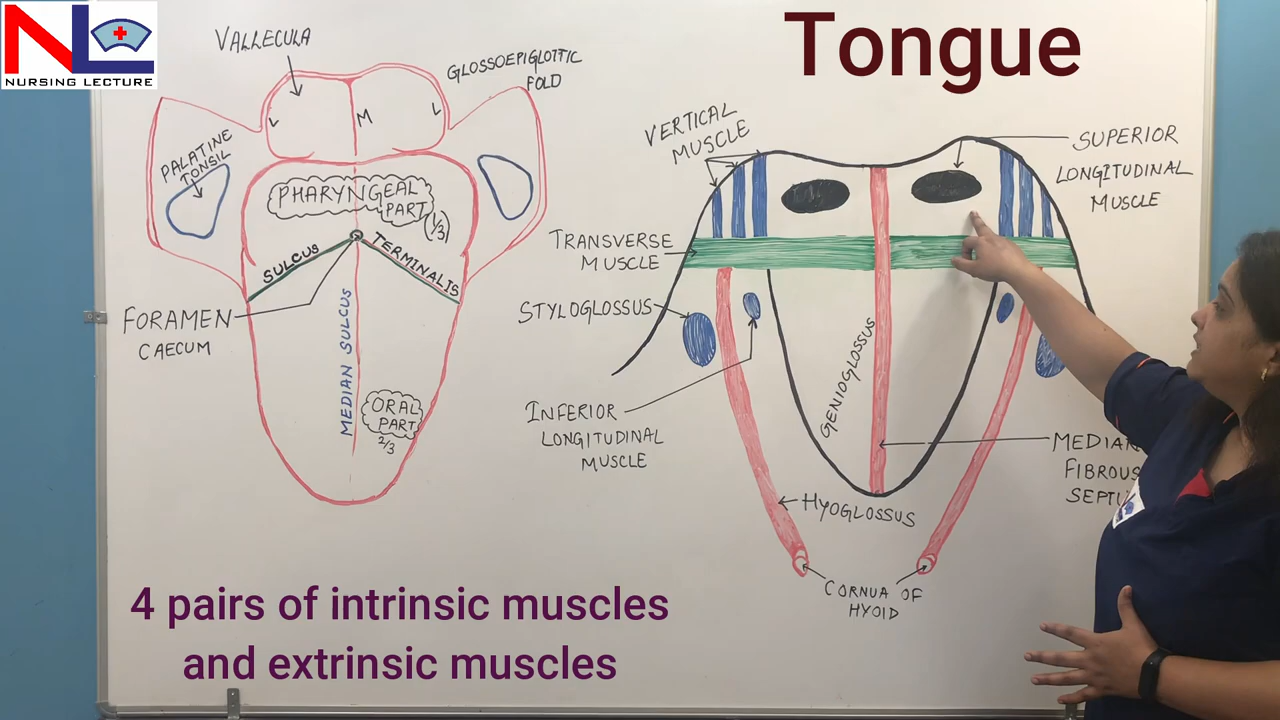 NL
NURSING LECTURE
Tongue
VALLECULA
GLOSSOEPIGLOTTIC
FOLD
L
M
L
PALATINE
TONSIL
PHARYNGEAL
PART
(1/3)
SULCUS TERMINALIS
FORAMEN
CAECUM
MEDIAN SULCUS
ORAL
PART
2/3
VERTICAL
MUSCLE
SUPERIOR
LONGITUDINAL
MUSCLE
TRANSVERSE
MUSCLE
STYLOGLOSSUS
INFERIOR
LONGITUDINAL
MUSCLE
GENIOGLOSSUS
MEDIAN
FIBROUS
HYOGLOSSUS
CORNUA OF
HYOID
4 pairs of intrinsic muscles
and extrinsic muscles